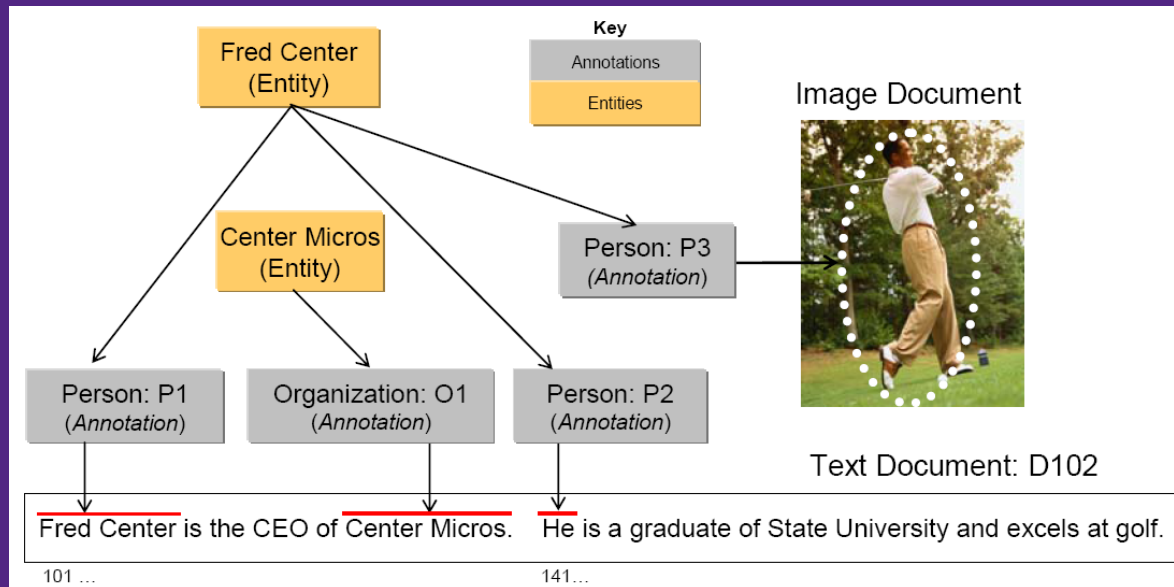 Key
Annotations
Entities
Fred Center
(Entity)
Image Document
Center Micros
(Entity)
Person: P3
(Annotation)
Person: P1
(Annotation)
Organization: O1
(Annotation)
Person: P2
(Annotation)
Text Document: D102
Fred Center is the CEO of Center Micros. He is a graduate of State University and excels at golf.
101 ...
141...